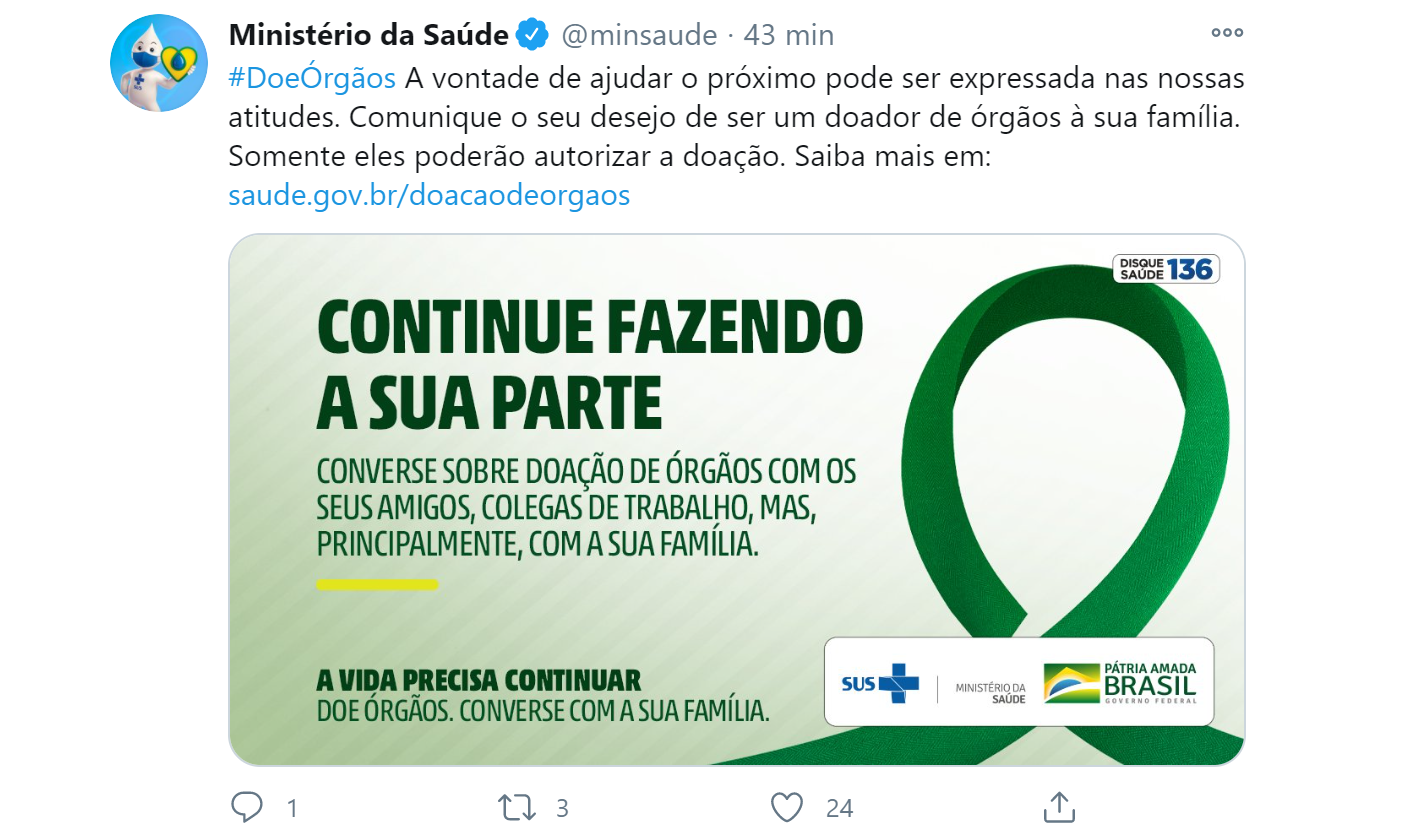 Ministério da Saúde @minsaude · 43 min
#DoeÓrgãos A vontade de ajudar o próximo pode ser expressada nas nossas
atitudes. Comunique o seu desejo de ser um doador de órgãos à sua família.
Somente eles poderão autorizar a doação. Saiba mais em:
saude.gov.br/doacaodeorgaos
DISQUE
SAÚDE 136
CONTINUE FAZENDO
A SUA PARTE
CONVERSE SOBRE DOAÇÃO DE ÓRGÃOS COM OS
SEUS AMIGOS, COLEGAS DE TRABALHO, MAS,
PRINCIPALMENTE, COM A SUA FAMÍLIA.
A VIDA PRECISA CONTINUAR
DOE ÓRGÃOS. CONVERSE COM A SUA FAMÍLIA.
SUS
MINISTÉRIO DA
SAÚDE
PÁTRIA AMADA
BRASIL
GOVERNO FEDERAL
1 3 24